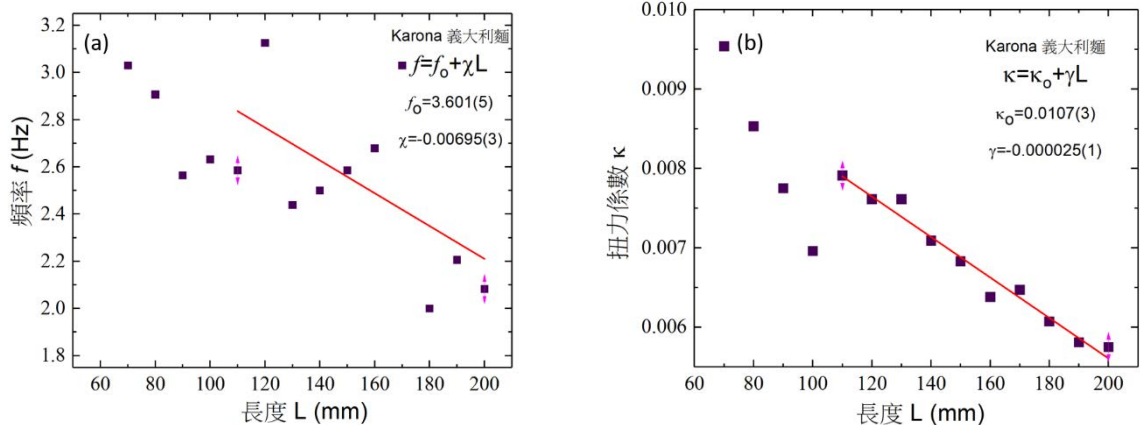 (a)
Karona 義大利麵
f=fo+χL
fo=3.601(5)
χ=-0.00695(3)
頻率 f (Hz)
3.2
3.0
2.8
2.6
2.4
2.2
2.0
1.8
60 80 100 120 140 160 180 200
長度 L (mm)
(b)
Karona 義大利麵
κ=κo+γL
κo=0.0107(3)
γ=-0.000025(1)
扭力係數 κ
0.010
0.009
0.008
0.007
0.006
60 80 100 120 140 160 180 200
長度 L (mm)